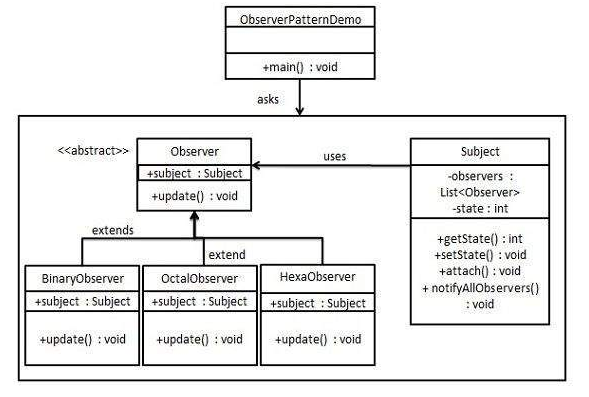 ObserverPatternDemo
+main() : void
asks
<<abstract>>
Observer
+subject : Subject
+update() : void
uses
Subject
-observers :
List<Observer>
-state : int
+getState() : int
+setState() : void
+attach() : void
+ notifyAllObservers()
: void
extends
extend
BinaryObserver
+subject : Subject
+update() : void
OctalObserver
+subject : Subject
+update() : void
HexaObserver
+subject : Subject
+update() : void